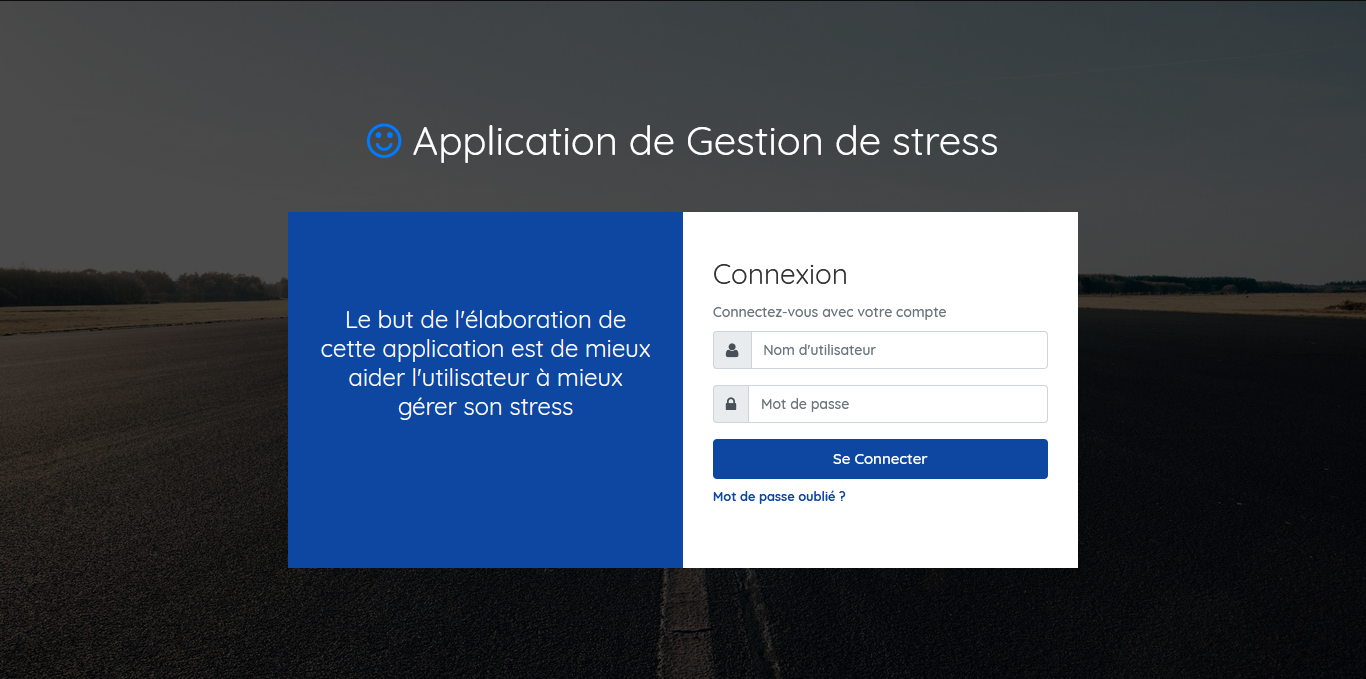 Application de Gestion de stress
Le but de l'élaboration de
cette application est de mieux
aider l'utilisateur à mieux
gérer son stress
Connexion
Connectez-vous avec votre compte
Nom d'utilisateur
Mot de passe
Se Connecter
Mot de passe oublié ?